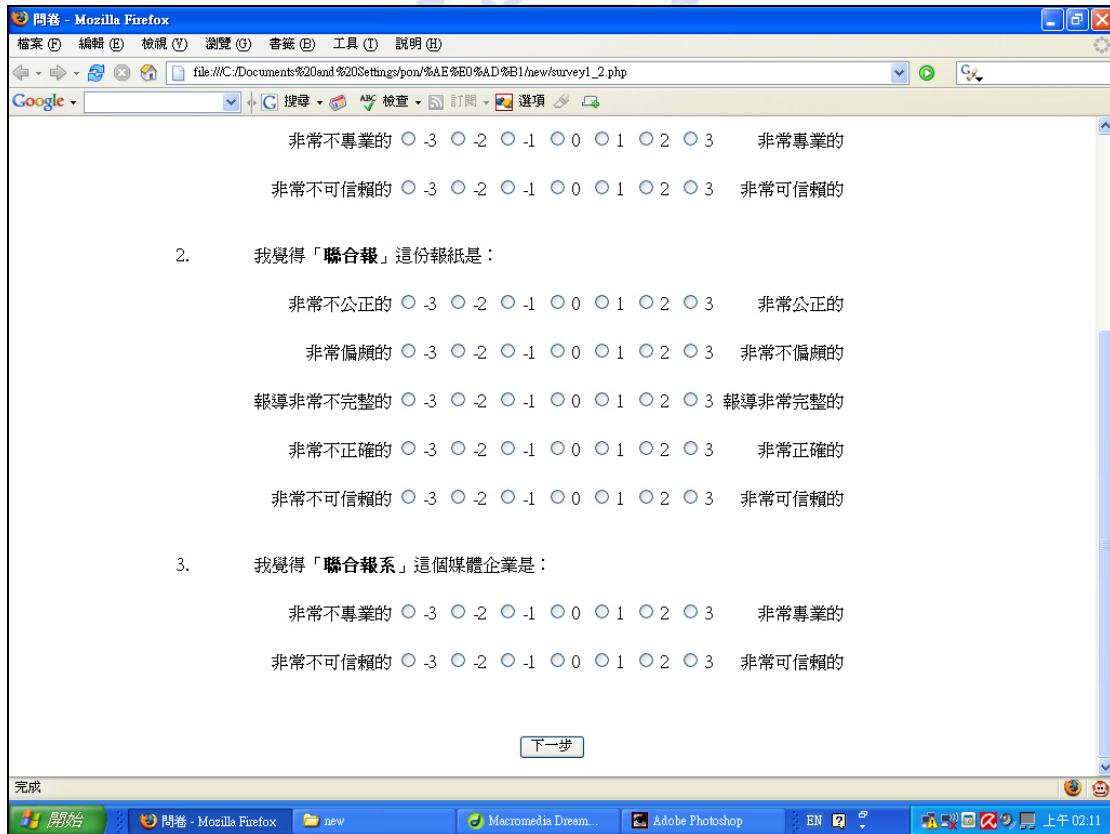 問卷 - Mozilla Firefox
檔案(F) 編輯(E) 檢視(V) 瀏覽(G) 書籤(B) 工具(T) 說明(H)
file:///C:/Documents%20and%20Settings/pon/%AE%E0%AD%B1/new/survey1_2.php
Google 搜尋 檢查 訂閱 選項
非常不專業的 -3 -2 -1 0 1 2 3 非常專業的
非常不可信賴的 -3 -2 -1 0 1 2 3 非常可信賴的
2. 我覺得「聯合報」這份報紙是：
非常不公正的 -3 -2 -1 0 1 2 3 非常公正的
非常偏頗的 -3 -2 -1 0 1 2 3 非常不偏頗的
報導非常不完整的 -3 -2 -1 0 1 2 3 報導非常完整的
非常不正確的 -3 -2 -1 0 1 2 3 非常正確的
非常不可信賴的 -3 -2 -1 0 1 2 3 非常可信賴的
3. 我覺得「聯合報系」這個媒體企業是：
非常不專業的 -3 -2 -1 0 1 2 3 非常專業的
非常不可信賴的 -3 -2 -1 0 1 2 3 非常可信賴的
下一步
完成
開始 問卷 - Mozilla Firefox new Macromedia Dream... Adobe Photoshop EN 上午 02:11